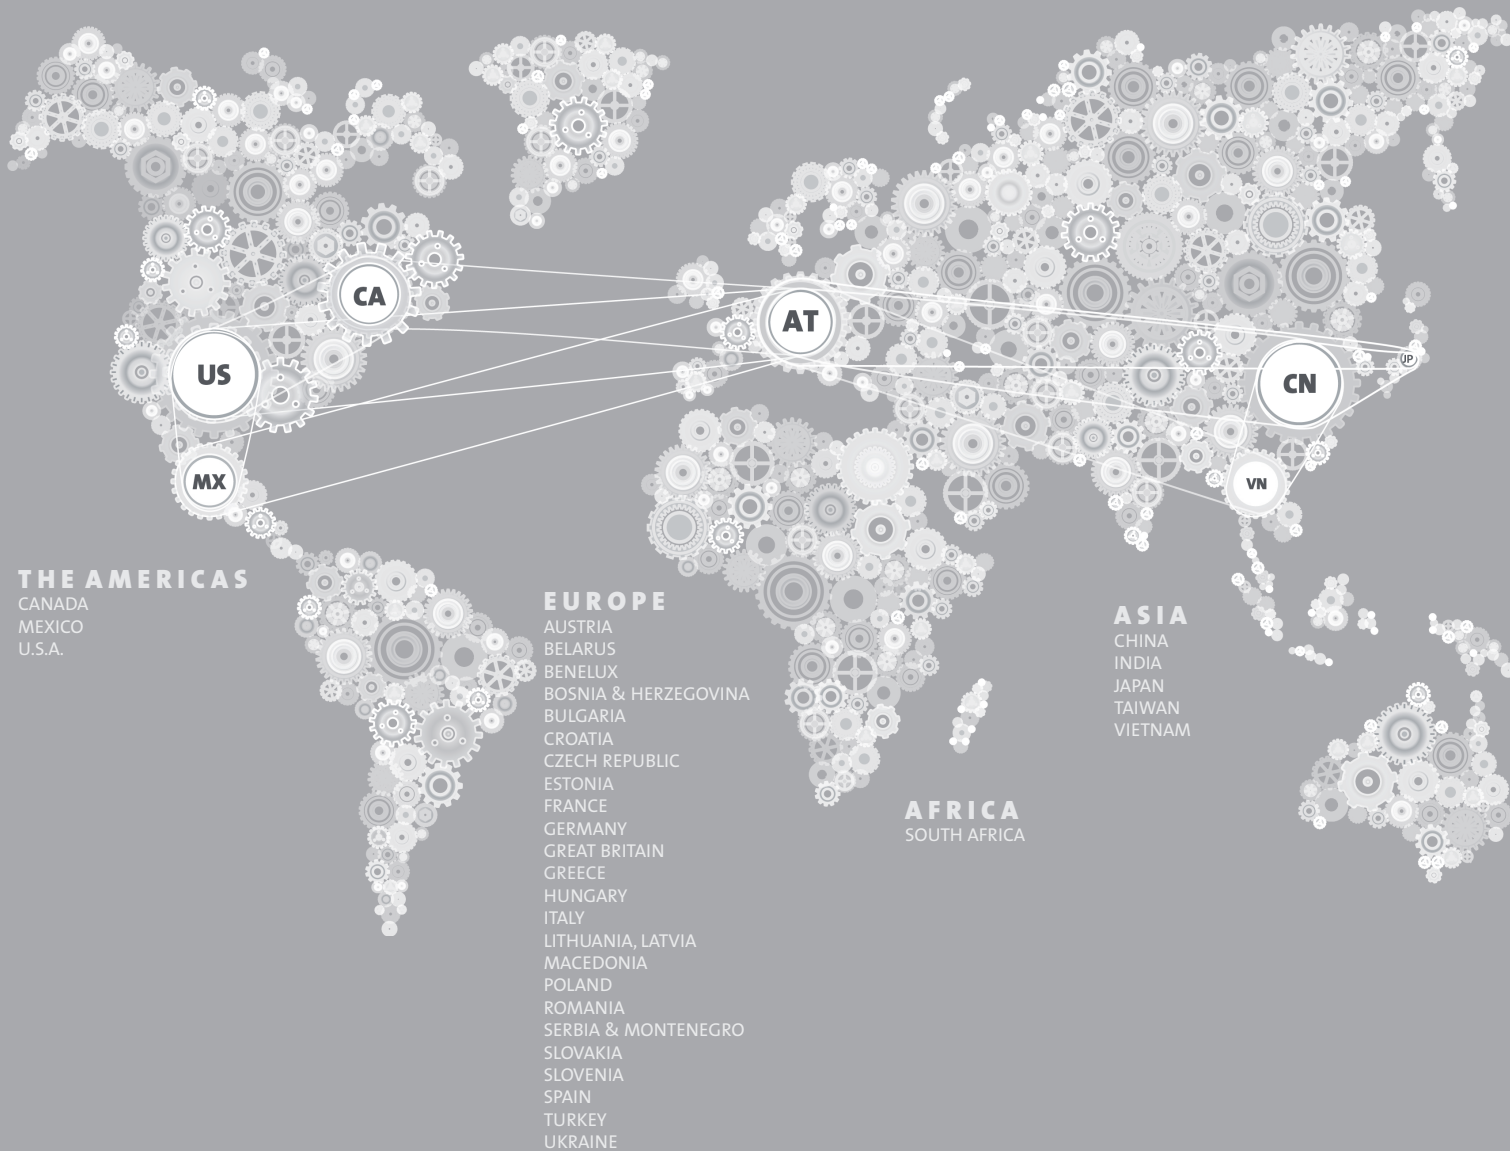 CA
AT
US
CN
JP
MX
VN
THE AMERICAS
CANADA
MEXICO
U.S.A.
EUROPE
AUSTRIA
BELARUS
BENELUX
BOSNIA & HERZEGOVINA
BULGARIA
CROATIA
CZECH REPUBLIC
ESTONIA
FRANCE
GERMANY
GREAT BRITAIN
GREECE
HUNGARY
ITALY
LITHUANIA, LATVIA
MACEDONIA
POLAND
ROMANIA
SERBIA & MONTENEGRO
SLOVAKIA
SLOVENIA
SPAIN
TURKEY
UKRAINE
AFRICA
SOUTH AFRICA
ASIA
CHINA
INDIA
JAPAN
TAIWAN
VIETNAM